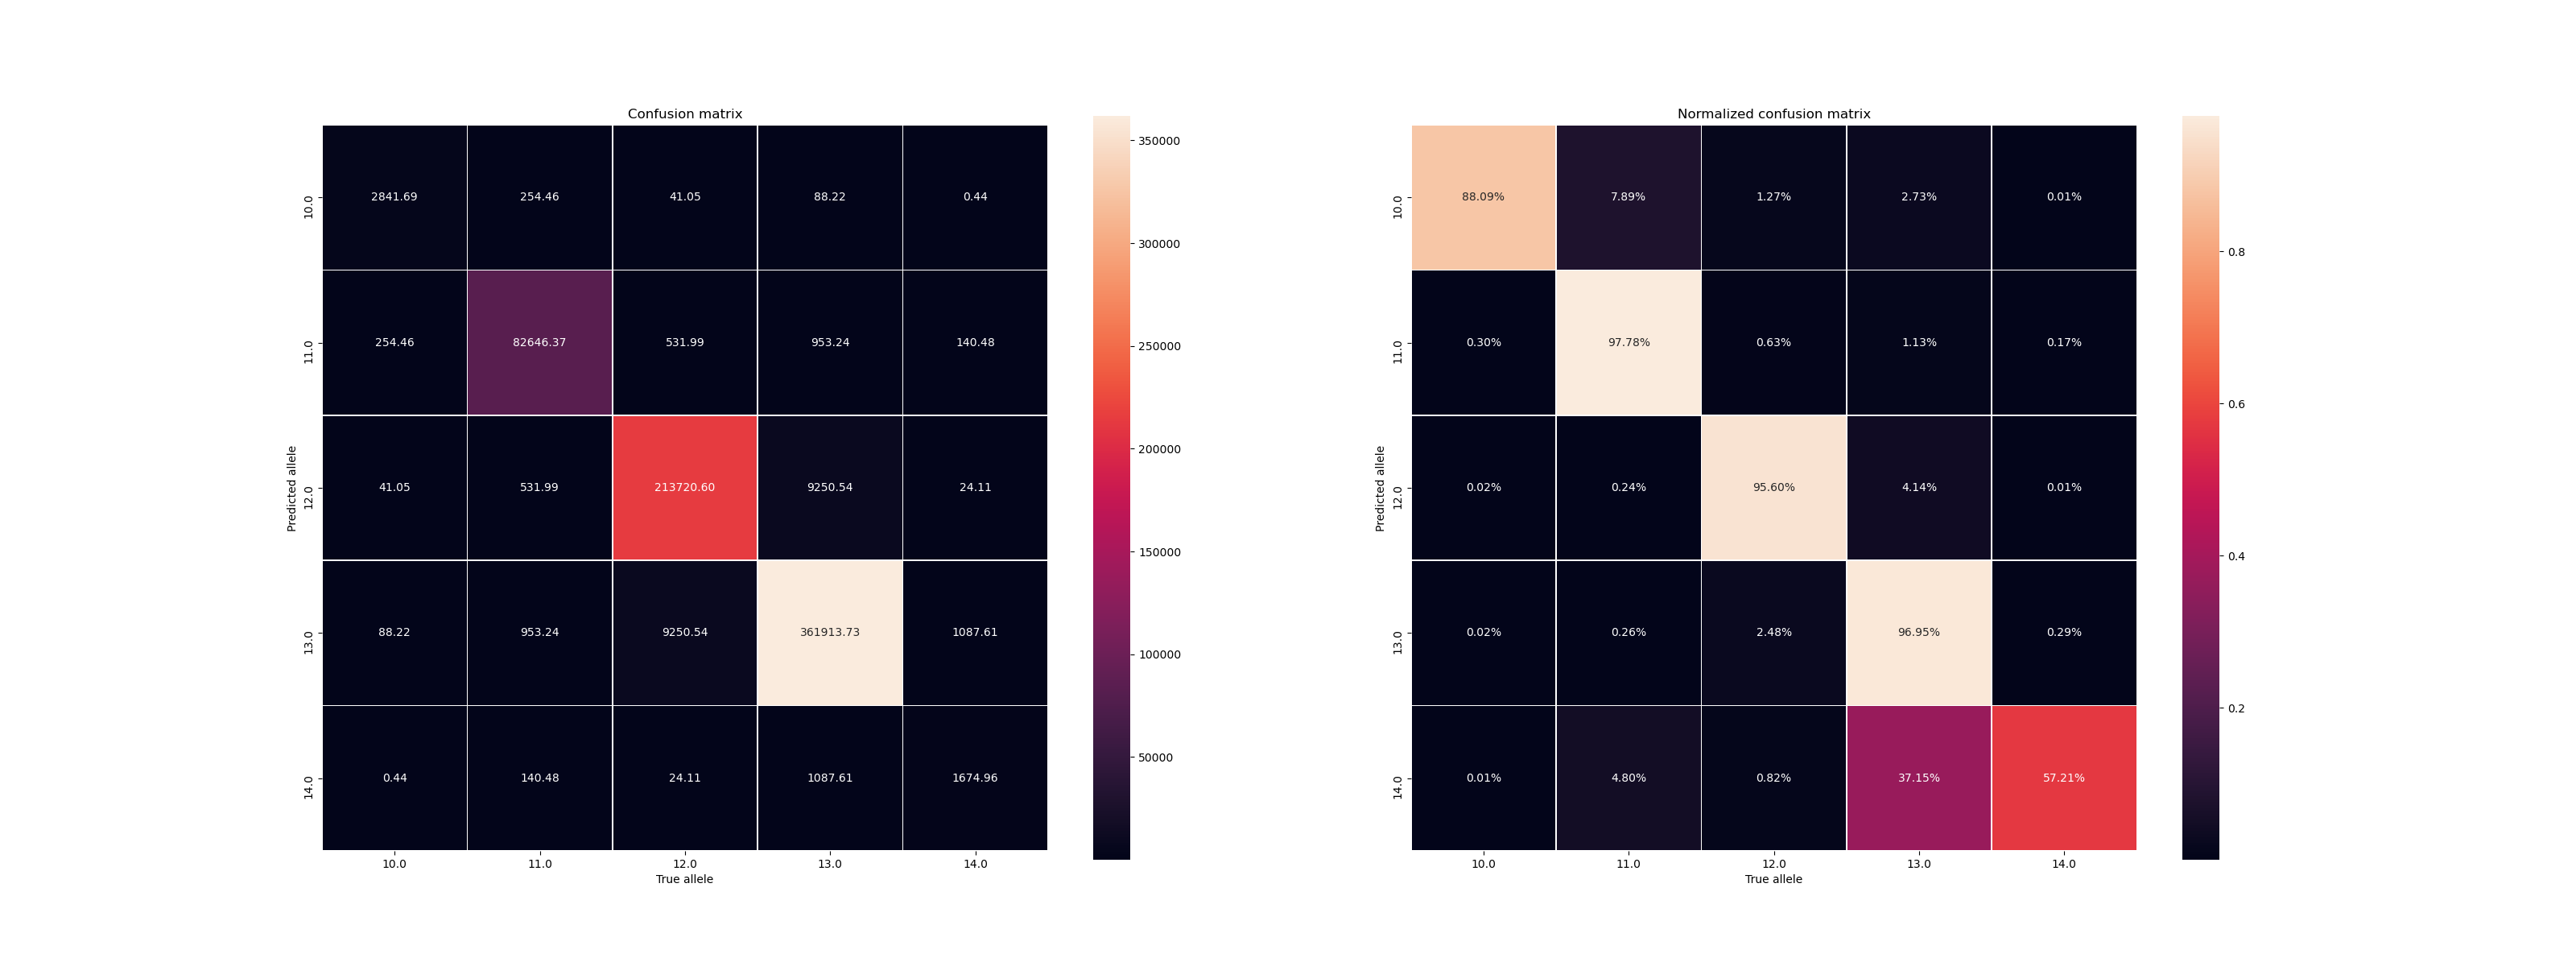 Confusion matrix
Predicted allele
10.0 2841.69 254.46 41.05 88.22 0.44
11.0 254.46 82646.37 531.99 953.24 140.48
12.0 41.05 531.99 213720.60 9250.54 24.11
13.0 88.22 953.24 9250.54 361913.73 1087.61
14.0 0.44 140.48 24.11 1087.61 1674.96
10.0 11.0 12.0 13.0 14.0
True allele
350000
300000
250000
200000
150000
100000
50000
Normalized confusion matrix
Predicted allele
10.0 88.09% 7.89% 1.27% 2.73% 0.01%
11.0 0.30% 97.78% 0.63% 1.13% 0.17%
12.0 0.02% 0.24% 95.60% 4.14% 0.01%
13.0 0.02% 0.26% 2.48% 96.95% 0.29%
14.0 0.01% 4.80% 0.82% 37.15% 57.21%
10.0 11.0 12.0 13.0 14.0
True allele
0.8
0.6
0.4
0.2